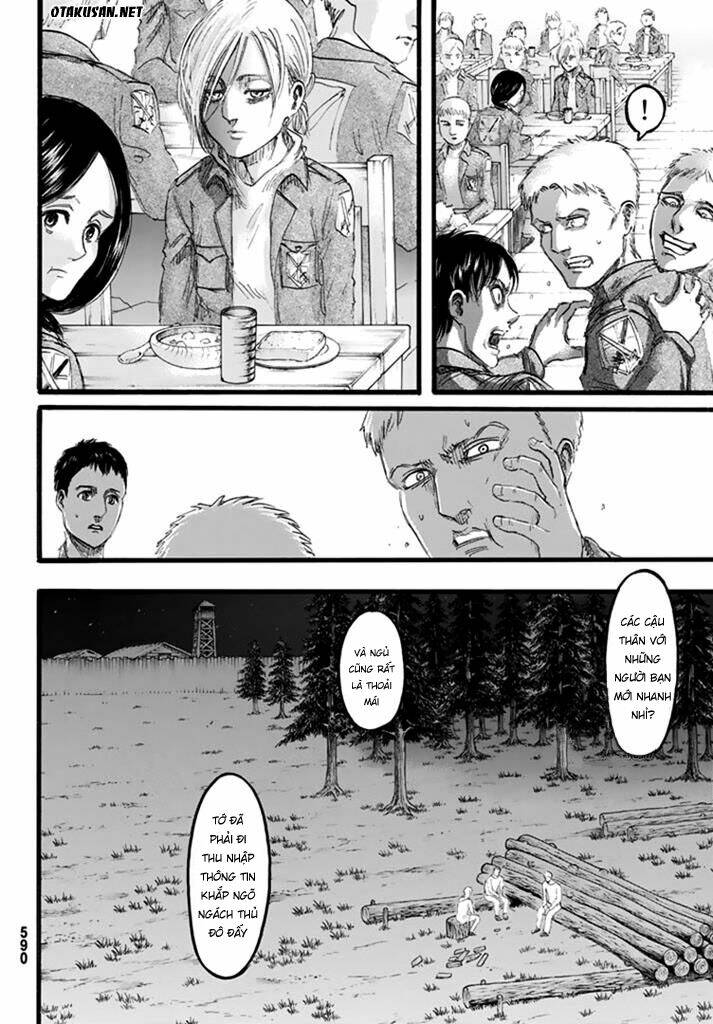 OTAKUSAN.NET
!
CÁC CẬU
THÂN VỚI
NHỮNG
NGƯỜI BẠN
MỚI NHANH
NHỈ?
VÀ NGỦ
CŨNG RẤT
LÀ THOẢI
MÁI
TỚ ĐÃ
PHẢI ĐI
THU NHẬP
THÔNG TIN
KHẮP NGÕ
NGÁCH THỦ
ĐÔ ĐẤY
590